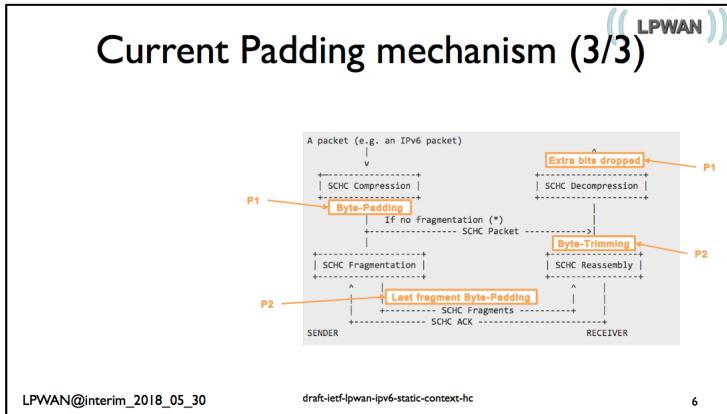 LPWAN
Current Padding mechanism (3/3)
A packet (e.g. an IPv6 packet)
Extra bits dropped
P1
SCHC Compression
SCHC Decompression
P1
Byte-Padding
If no fragmentation (*)
SCHC Packet
Byte-Trimming
P2
SCHC Fragmentation
SCHC Reassembly
P2
Last fragment Byte-Padding
SCHC Fragments
SCHC ACK
SENDER
RECEIVER
LPWAN@interim_2018_05_30
draft-ietf-lpwan-ipv6-static-context-hc
6